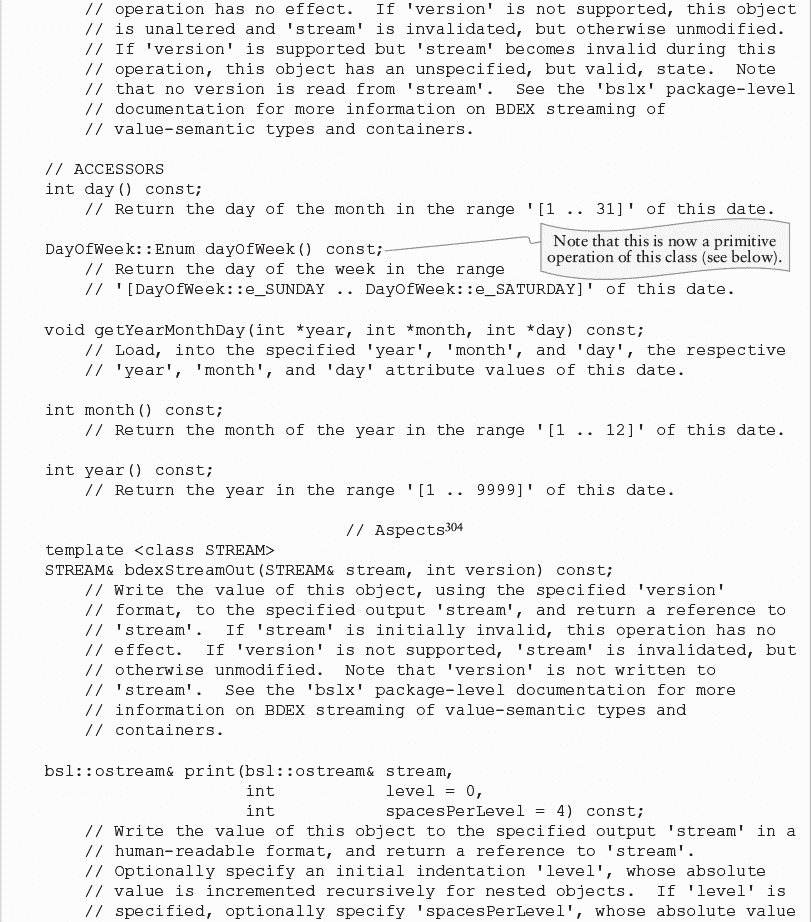 // operation has no effect.  If 'version' is not supported, this object
// is unaltered and 'stream' is invalidated, but otherwise unmodified.
// If 'version' is supported but 'stream' becomes invalid during this
// operation, this object has an unspecified, but valid, state.  Note
// that no version is read from 'stream'.  See the 'bslx' package-level
// documentation for more information on BDEX streaming of
// value-semantic types and containers.

// ACCESSORS
int day() const;
    // Return the day of the month in the range '[1 .. 31]' of this date.

DayOfWeek::Enum dayOfWeek() const;
Note that this is now a primitive
operation of this class (see below).
    // Return the day of the week in the range
    // '[DayOfWeek::e_SUNDAY .. DayOfWeek::e_SATURDAY]' of this date.

void getYearMonthDay(int *year, int *month, int *day) const;
    // Load, into the specified 'year', 'month', and 'day', the respective
    // 'year', 'month', and 'day' attribute values of this date.

int month() const;
    // Return the month of the year in the range '[1 .. 12]' of this date.

int year() const;
    // Return the year in the range '[1 .. 9999]' of this date.

                              // Aspects³⁰⁴
template <class STREAM>
STREAM& bdexStreamOut(STREAM& stream, int version) const;
    // Write the value of this object, using the specified 'version'
    // format, to the specified output 'stream', and return a reference to
    // 'stream'.  If 'stream' is initially invalid, this operation has no
    // effect.  If 'version' is not supported, 'stream' is invalidated, but
    // otherwise unmodified.  Note that 'version' is not written to
    // 'stream'.  See the 'bslx' package-level documentation for more
    // information on BDEX streaming of value-semantic types and
    // containers.

bsl::ostream& print(bsl::ostream& stream,
                    int           level = 0,
                    int           spacesPerLevel = 4) const;
    // Write the value of this object to the specified output 'stream' in a
    // human-readable format, and return a reference to 'stream'.
    // Optionally specify an initial indentation 'level', whose absolute
    // value is incremented recursively for nested objects.  If 'level' is
    // specified, optionally specify 'spacesPerLevel', whose absolute value